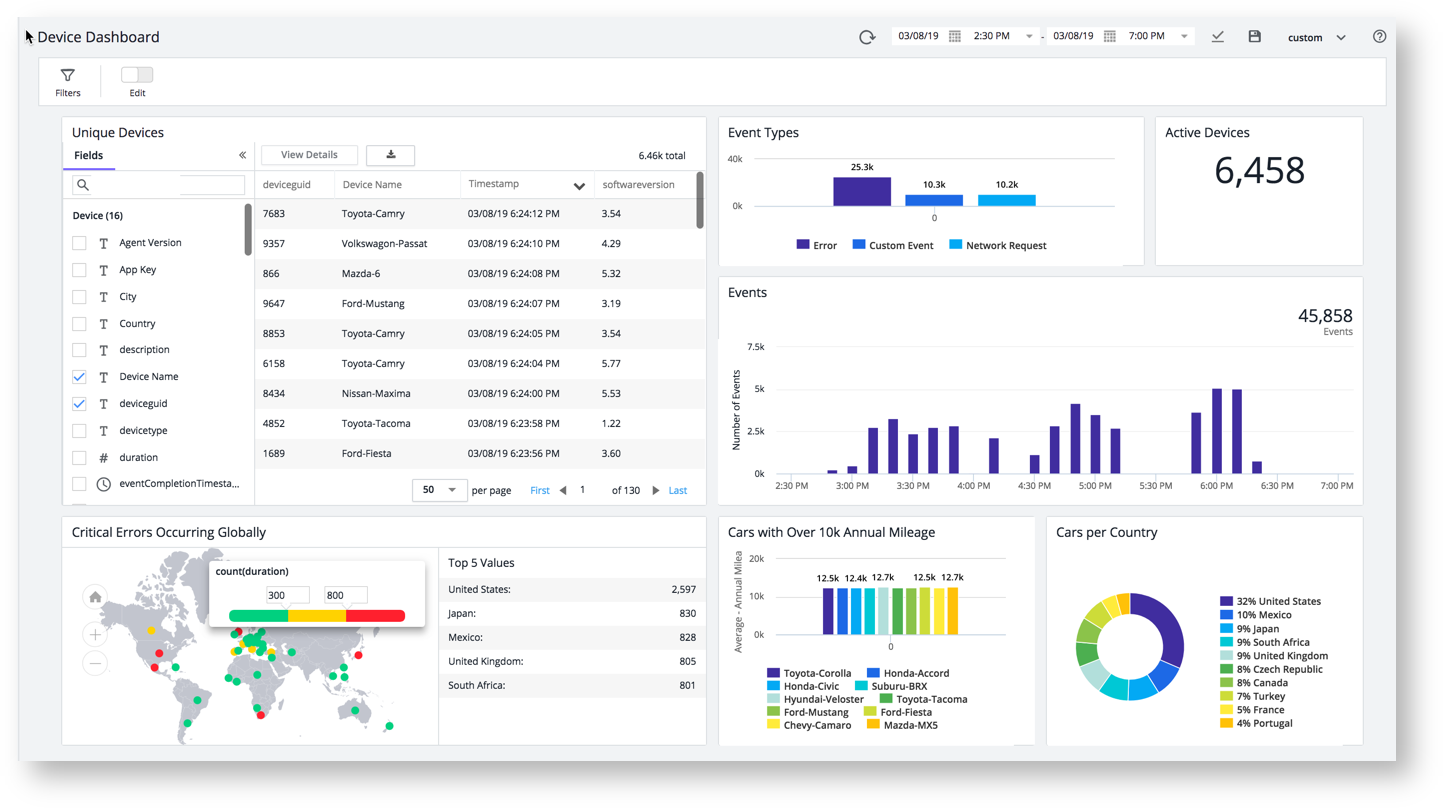 Device Dashboard
03/08/19 2:30 PM - 03/08/19 7:00 PM custom
Filters Edit
Unique Devices
Fields
View Details
6.46k total
deviceguid Device Name Timestamp softwareversion
7683 Toyota-Camry 03/08/19 6:24:12 PM 3.54
9357 Volkswagon-Passat 03/08/19 6:24:10 PM 4.29
866 Mazda-6 03/08/19 6:24:08 PM 5.32
9647 Ford-Mustang 03/08/19 6:24:07 PM 3.19
8853 Toyota-Camry 03/08/19 6:24:05 PM 3.54
6158 Toyota-Camry 03/08/19 6:24:04 PM 5.77
8434 Nissan-Maxima 03/08/19 6:24:00 PM 5.53
4852 Toyota-Tacoma 03/08/19 6:23:58 PM 1.22
1689 Ford-Fiesta 03/08/19 6:23:56 PM 3.60
50 per page First 1 of 130 Last
Device (16)
Agent Version
App Key
City
Country
description
Device Name
deviceguid
devicetype
# duration
eventCompletionTimesta...
Event Types
40k
0k
25.3k 10.3k 10.2k
0
Error Custom Event Network Request
Active Devices
6,458
Events
45,858
Events
Number of Events
7.5k
5k
2.5k
0k
2:30 PM 3:00 PM 3:30 PM 4:00 PM 4:30 PM 5:00 PM 5:30 PM 6:00 PM 6:30 PM 7:00 PM
Critical Errors Occurring Globally
count(duration)
300 800
Top 5 Values
United States: 2,597
Japan: 830
Mexico: 828
United Kingdom: 805
South Africa: 801
Cars with Over 10k Annual Mileage
Average - Annual Milea
20k
10k
0k
12.5k 12.4k 12.7k 12.5k 12.7k
0
Toyota-Corolla Honda-Accord
Honda-Civic Suburu-BRX
Hyundai-Veloster Toyota-Tacoma
Ford-Mustang Ford-Fiesta
Chevy-Camaro Mazda-MX5
Cars per Country
32% United States
10% Mexico
9% Japan
9% South Africa
9% United Kingdom
8% Czech Republic
8% Canada
7% Turkey
5% France
4% Portugal